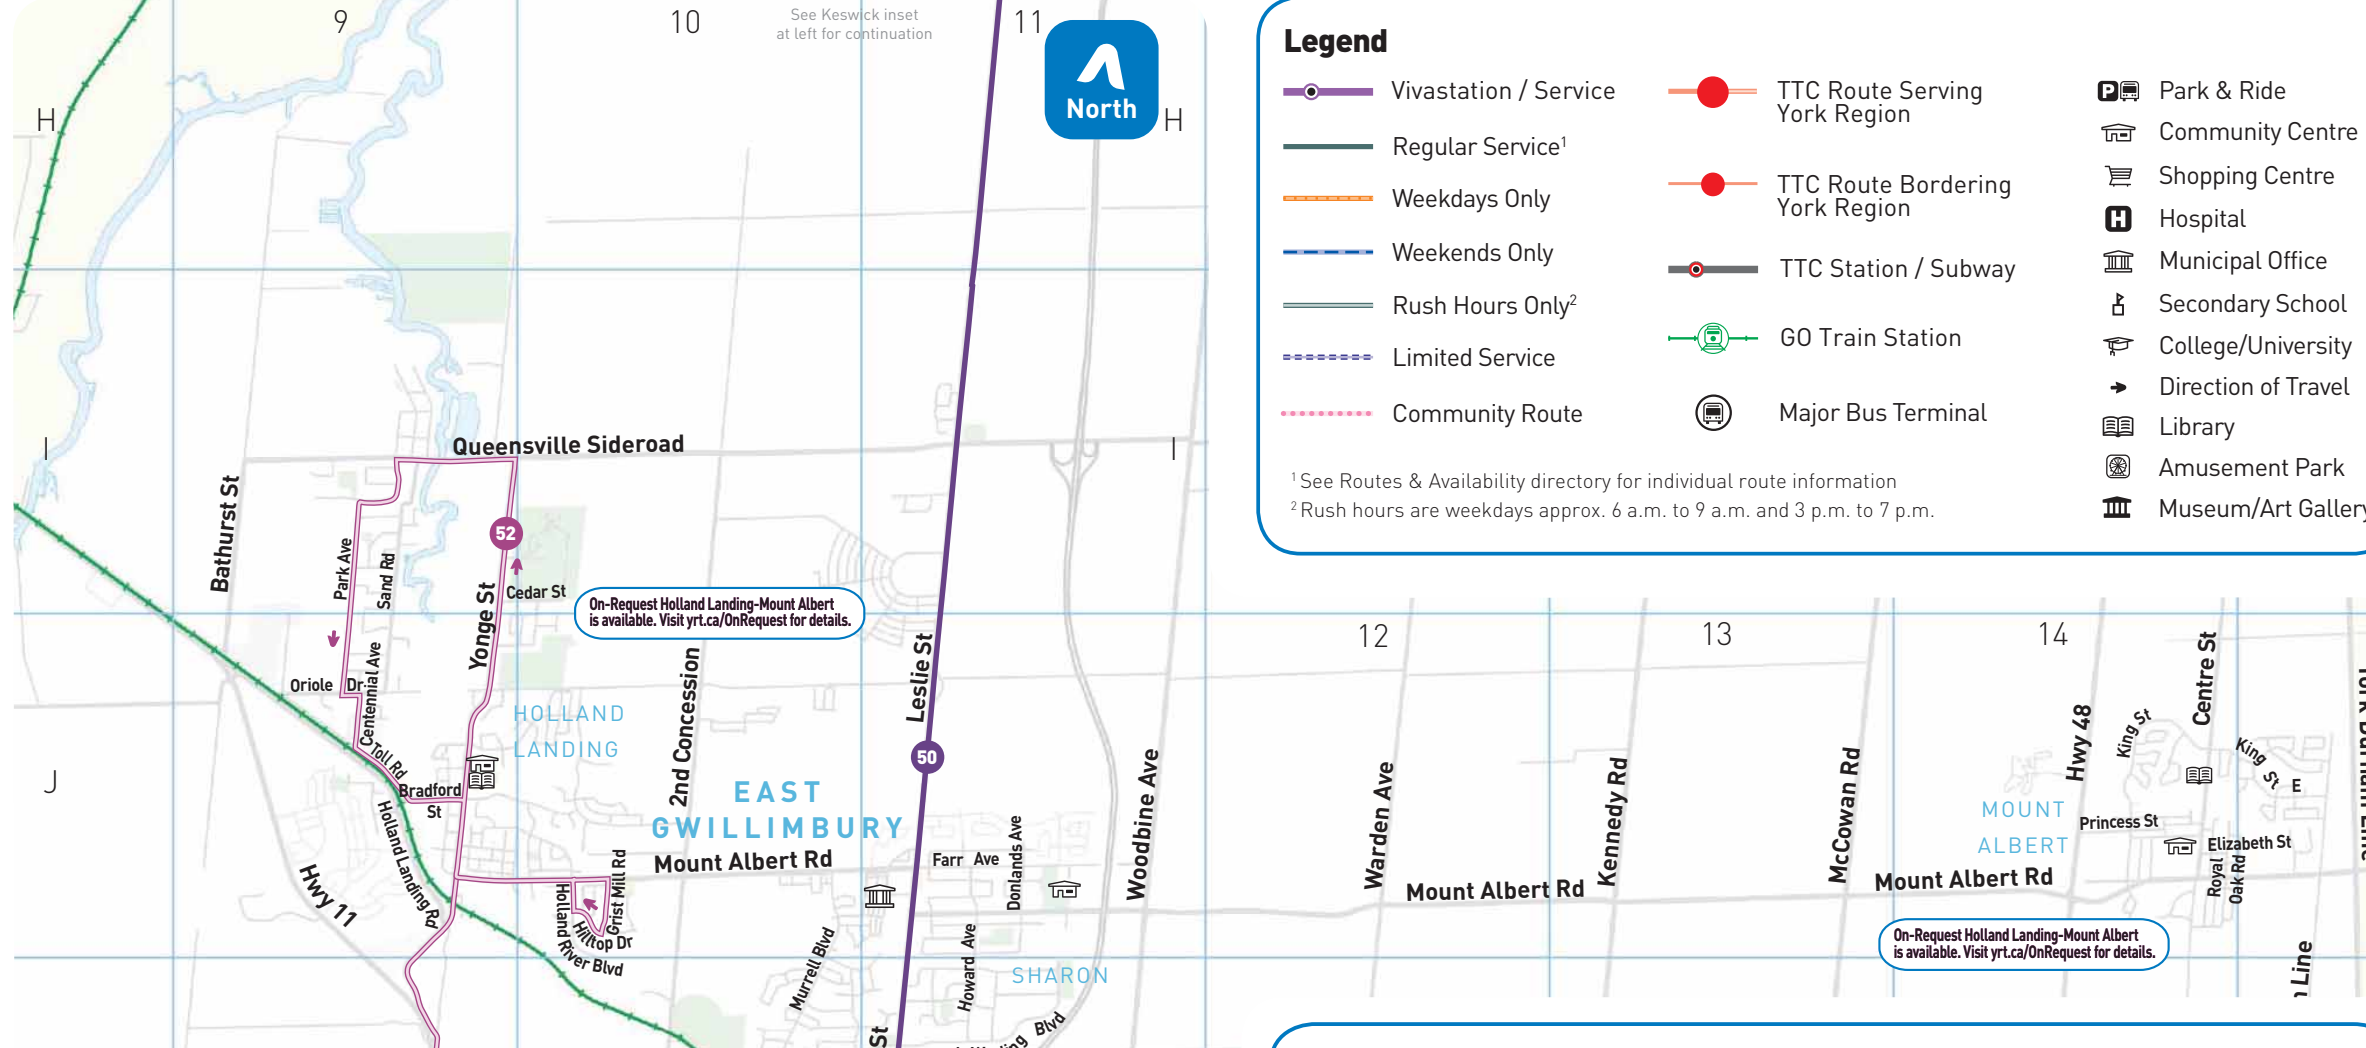 9
10
See Keswick inset
at left for continuation
11
North
H
H
Legend
Vivastation / Service
Regular Service¹
Weekdays Only
Weekends Only
Rush Hours Only²
Limited Service
Community Route
TTC Route Serving
York Region
TTC Route Bordering
York Region
TTC Station / Subway
GO Train Station
Major Bus Terminal
P
Park & Ride
Community Centre
Shopping Centre
H
Hospital
Municipal Office
Secondary School
College/University
Direction of Travel
Library
Amusement Park
Museum/Art Gallery
¹ See Routes & Availability directory for individual route information
² Rush hours are weekdays approx. 6 a.m. to 9 a.m. and 3 p.m. to 7 p.m.
I
I
Queensville Sideroad
Bathurst St
Park Ave
Sand Rd
52
Yonge St
Cedar St
On-Request Holland Landing-Mount Albert
is available. Visit yrt.ca/OnRequest for details.
Oriole Dr
Centennial Ave
HOLLAND
LANDING
2nd Concession
Leslie St
50
J
Toll Rd
Bradford
St
Holland Landing Rd
Hwy 11
EAST
GWILLIMBURY
Mount Albert Rd
Grist Mill Rd
Hilltop Dr
Holland River Blvd
Farr Ave
Donlands Ave
Woodbine Ave
Murrell Blvd
Howard Ave
SHARON
St
Blvd
12
13
14
Warden Ave
Kennedy Rd
McCowan Rd
Hwy 48
King St
Centre St
King St E
MOUNT
ALBERT
Princess St
Elizabeth St
Royal
Oak Rd
Mount Albert Rd
Mount Albert Rd
On-Request Holland Landing-Mount Albert
is available. Visit yrt.ca/OnRequest for details.
Line